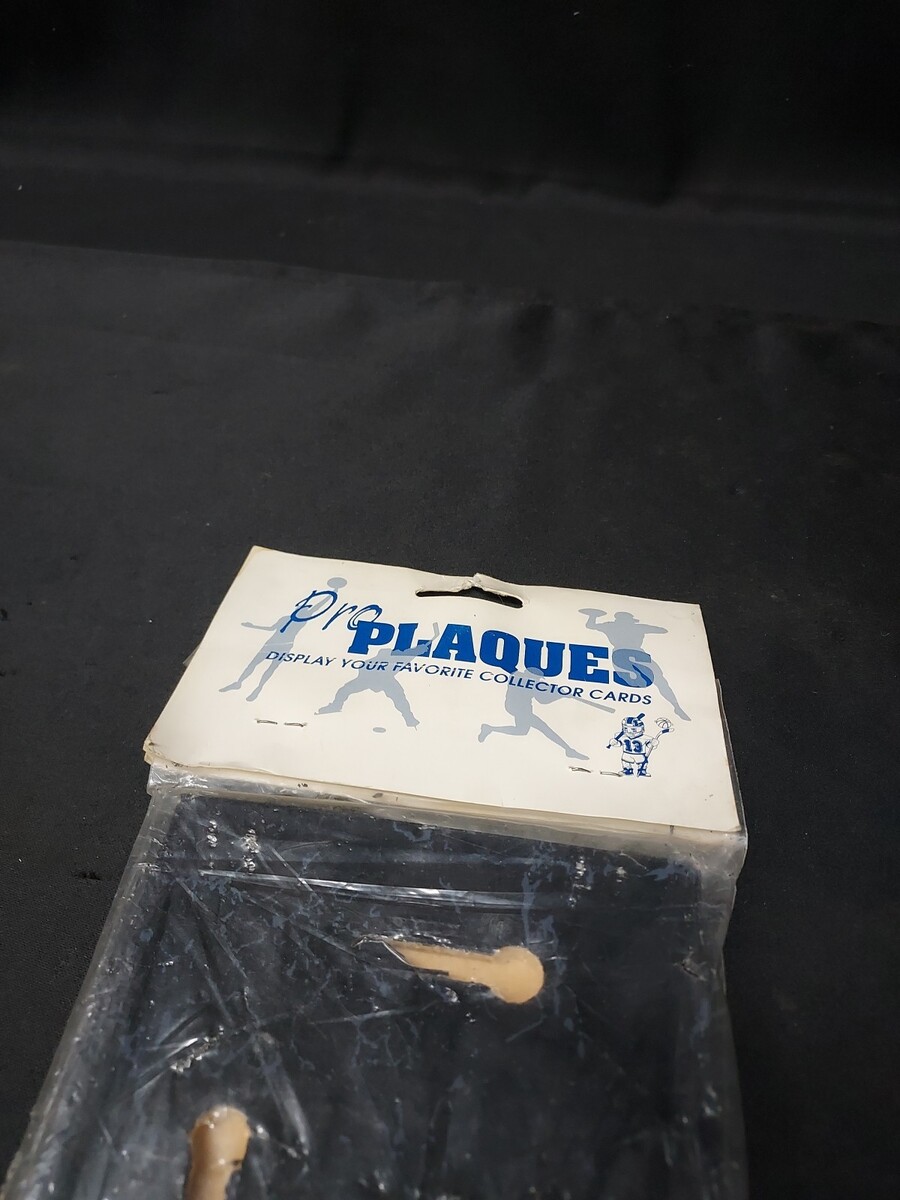 Pro
PLAQUES
DISPLAY YOUR FAVORITE COLLECTOR CARDS
13